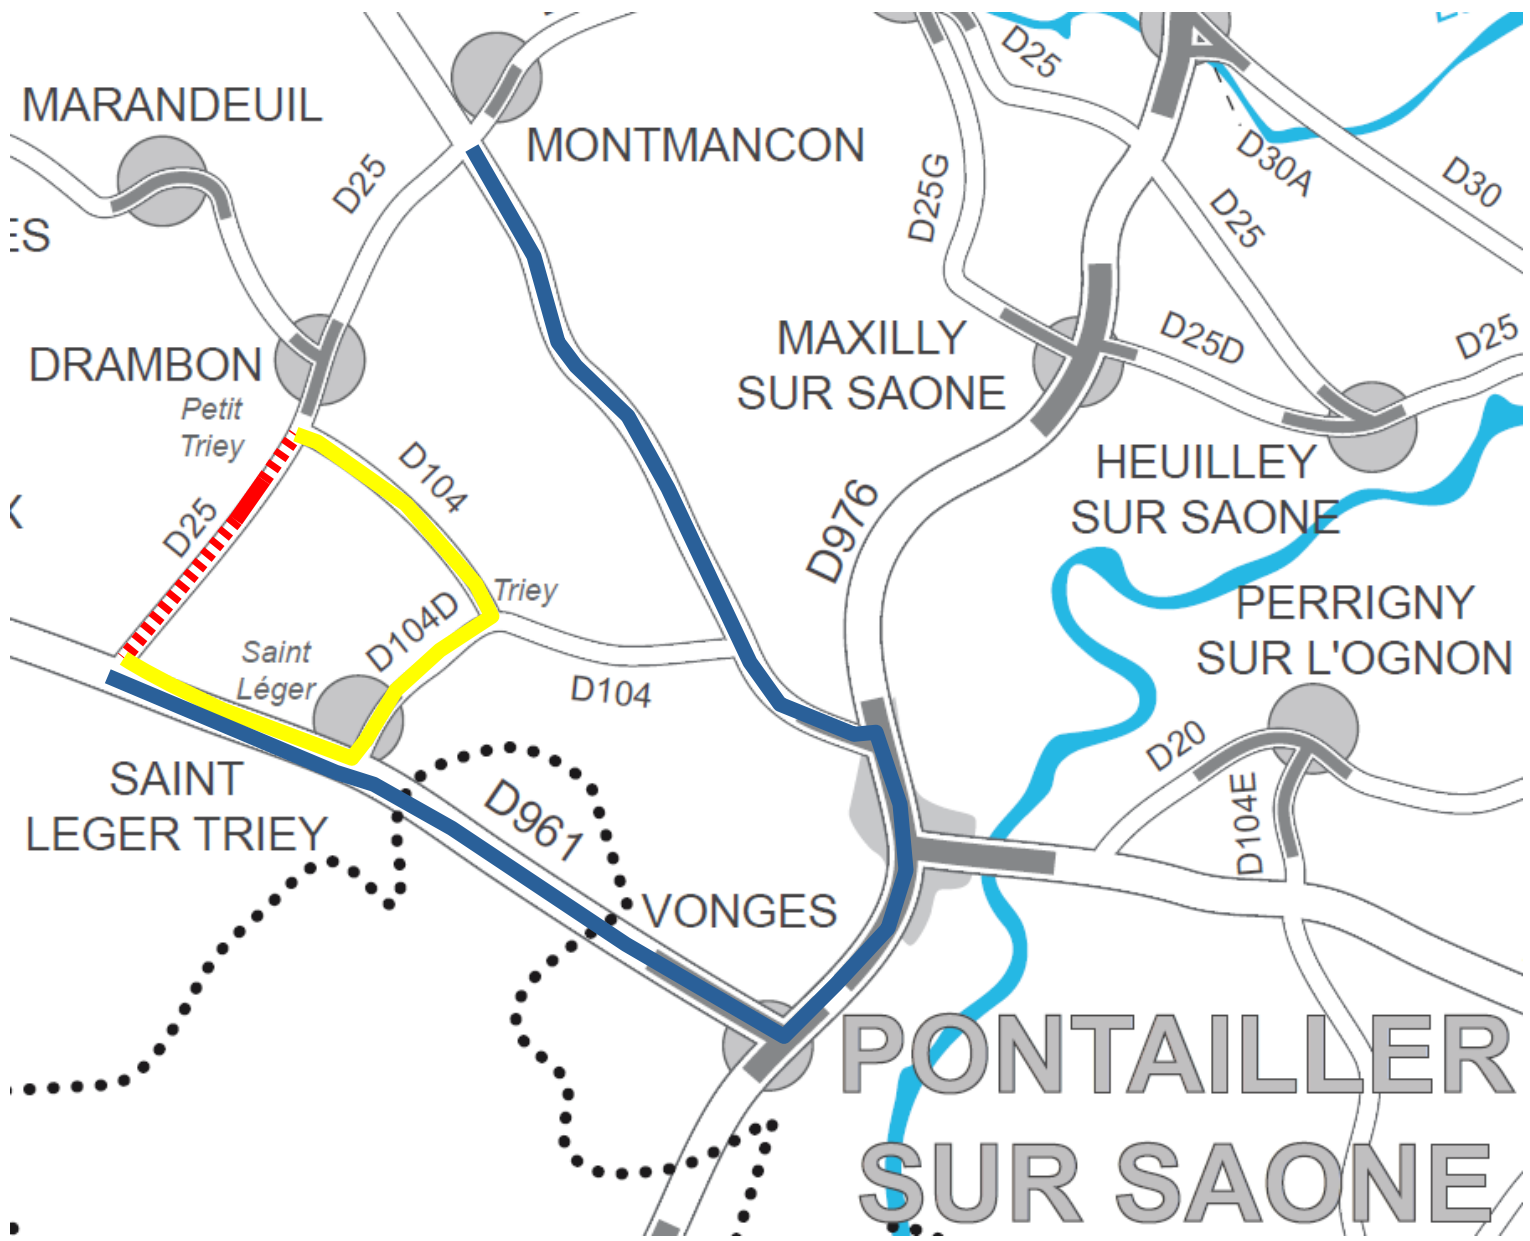 D25
MARANDEUIL
MONTMANCON
D25
D25G
D30A
D30
D25
ES
MAXILLY
SUR SAONE
D25D
D25
DRAMBON
Petit
Triey
D104
HEUILLEY
SUR SAONE
D25
D976
Triey
D104D
PERRIGNY
SUR L'OGNON
Saint
Léger
D104
D20
SAINT
LEGER TRIEY
D961
D104E
VONGES
PONTAILLER
SUR SAONE